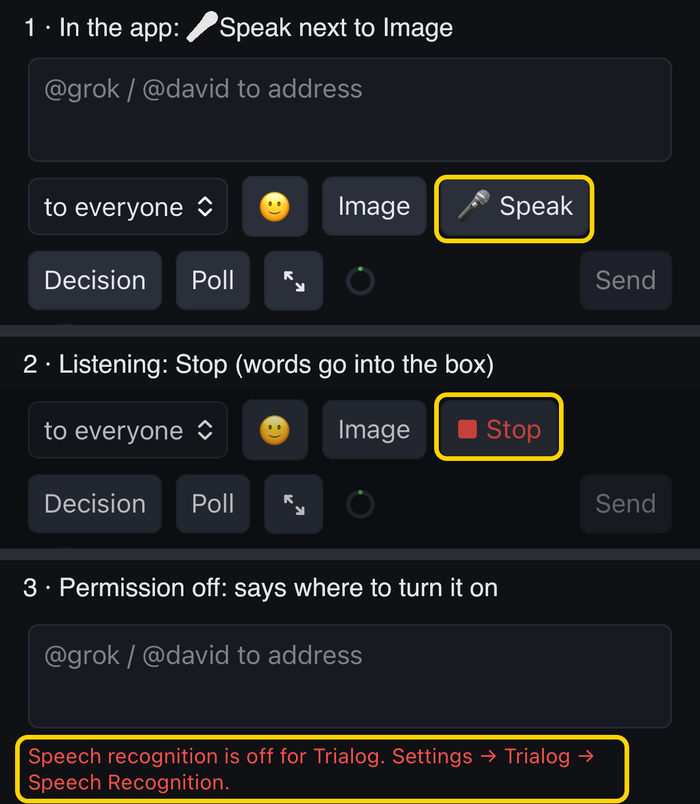 1 · In the app: 🎤Speak next to Image
@grok / @david to address
to everyone Image 🎤 Speak
Decision Poll Send
2 · Listening: Stop (words go into the box)
to everyone Image Stop
Decision Poll Send
3 · Permission off: says where to turn it on
@grok / @david to address
Speech recognition is off for Trialog. Settings → Trialog →
Speech Recognition.